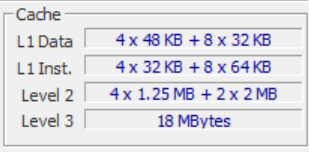 Cache
L1 Data 4 x 48 KB + 8 x 32 KB
L1 Inst. 4 x 32 KB + 8 x 64 KB
Level 2 4 x 1.25 MB + 2 x 2 MB
Level 3 18 MBytes